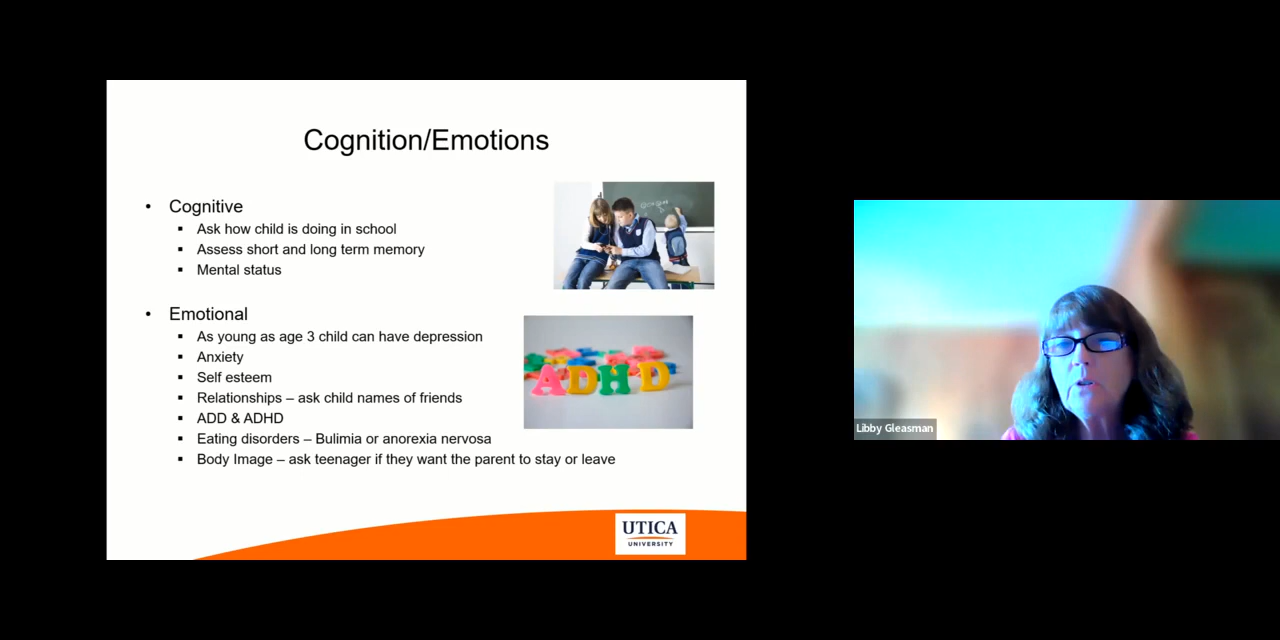 Cognition/Emotions
• Cognitive
▪ Ask how child is doing in school
▪ Assess short and long term memory
▪ Mental status
• Emotional
▪ As young as age 3 child can have depression
▪ Anxiety
▪ Self esteem
▪ Relationships – ask child names of friends
▪ ADD & ADHD
▪ Eating disorders – Bulimia or anorexia nervosa
▪ Body Image – ask teenager if they want the parent to stay or leave
ADHD
UTICA
UNIVERSITY
Libby Gleasman